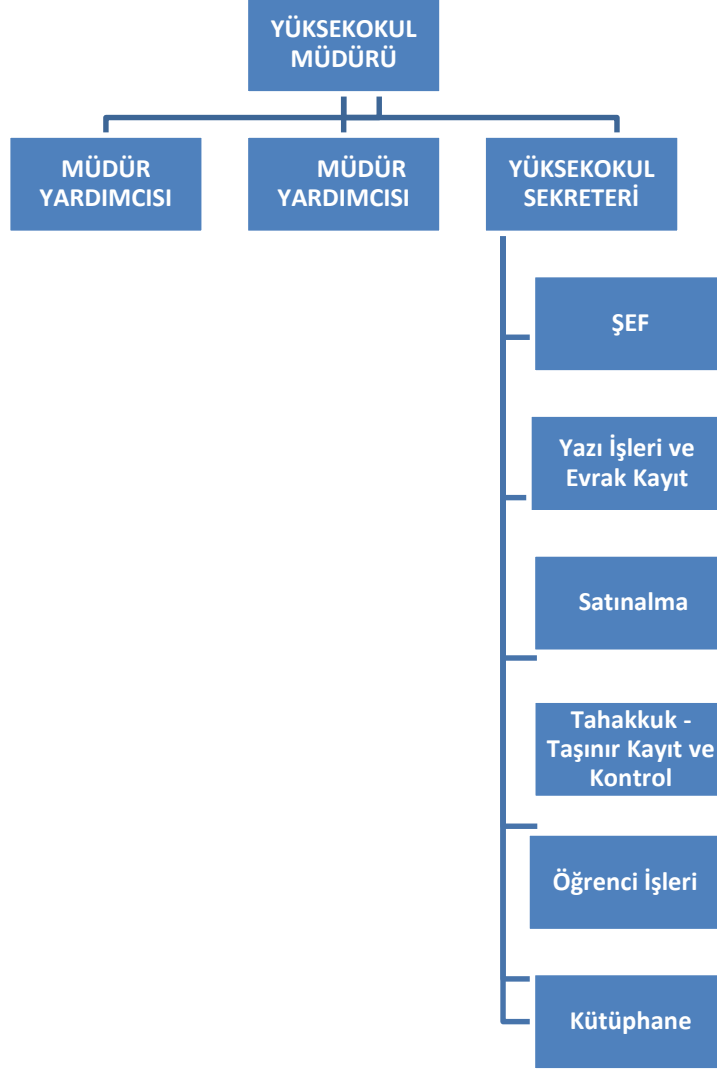 YÜKSEKOKUL
MÜDÜRÜ
MÜDÜR
YARDIMCISI
MÜDÜR
YARDIMCISI
YÜKSEKOKUL
SEKRETERİ
ŞEF
Yazı İşleri ve
Evrak Kayıt
Satınalma
Tahakkuk -
Taşınır Kayıt ve
Kontrol
Öğrenci İşleri
Kütüphane